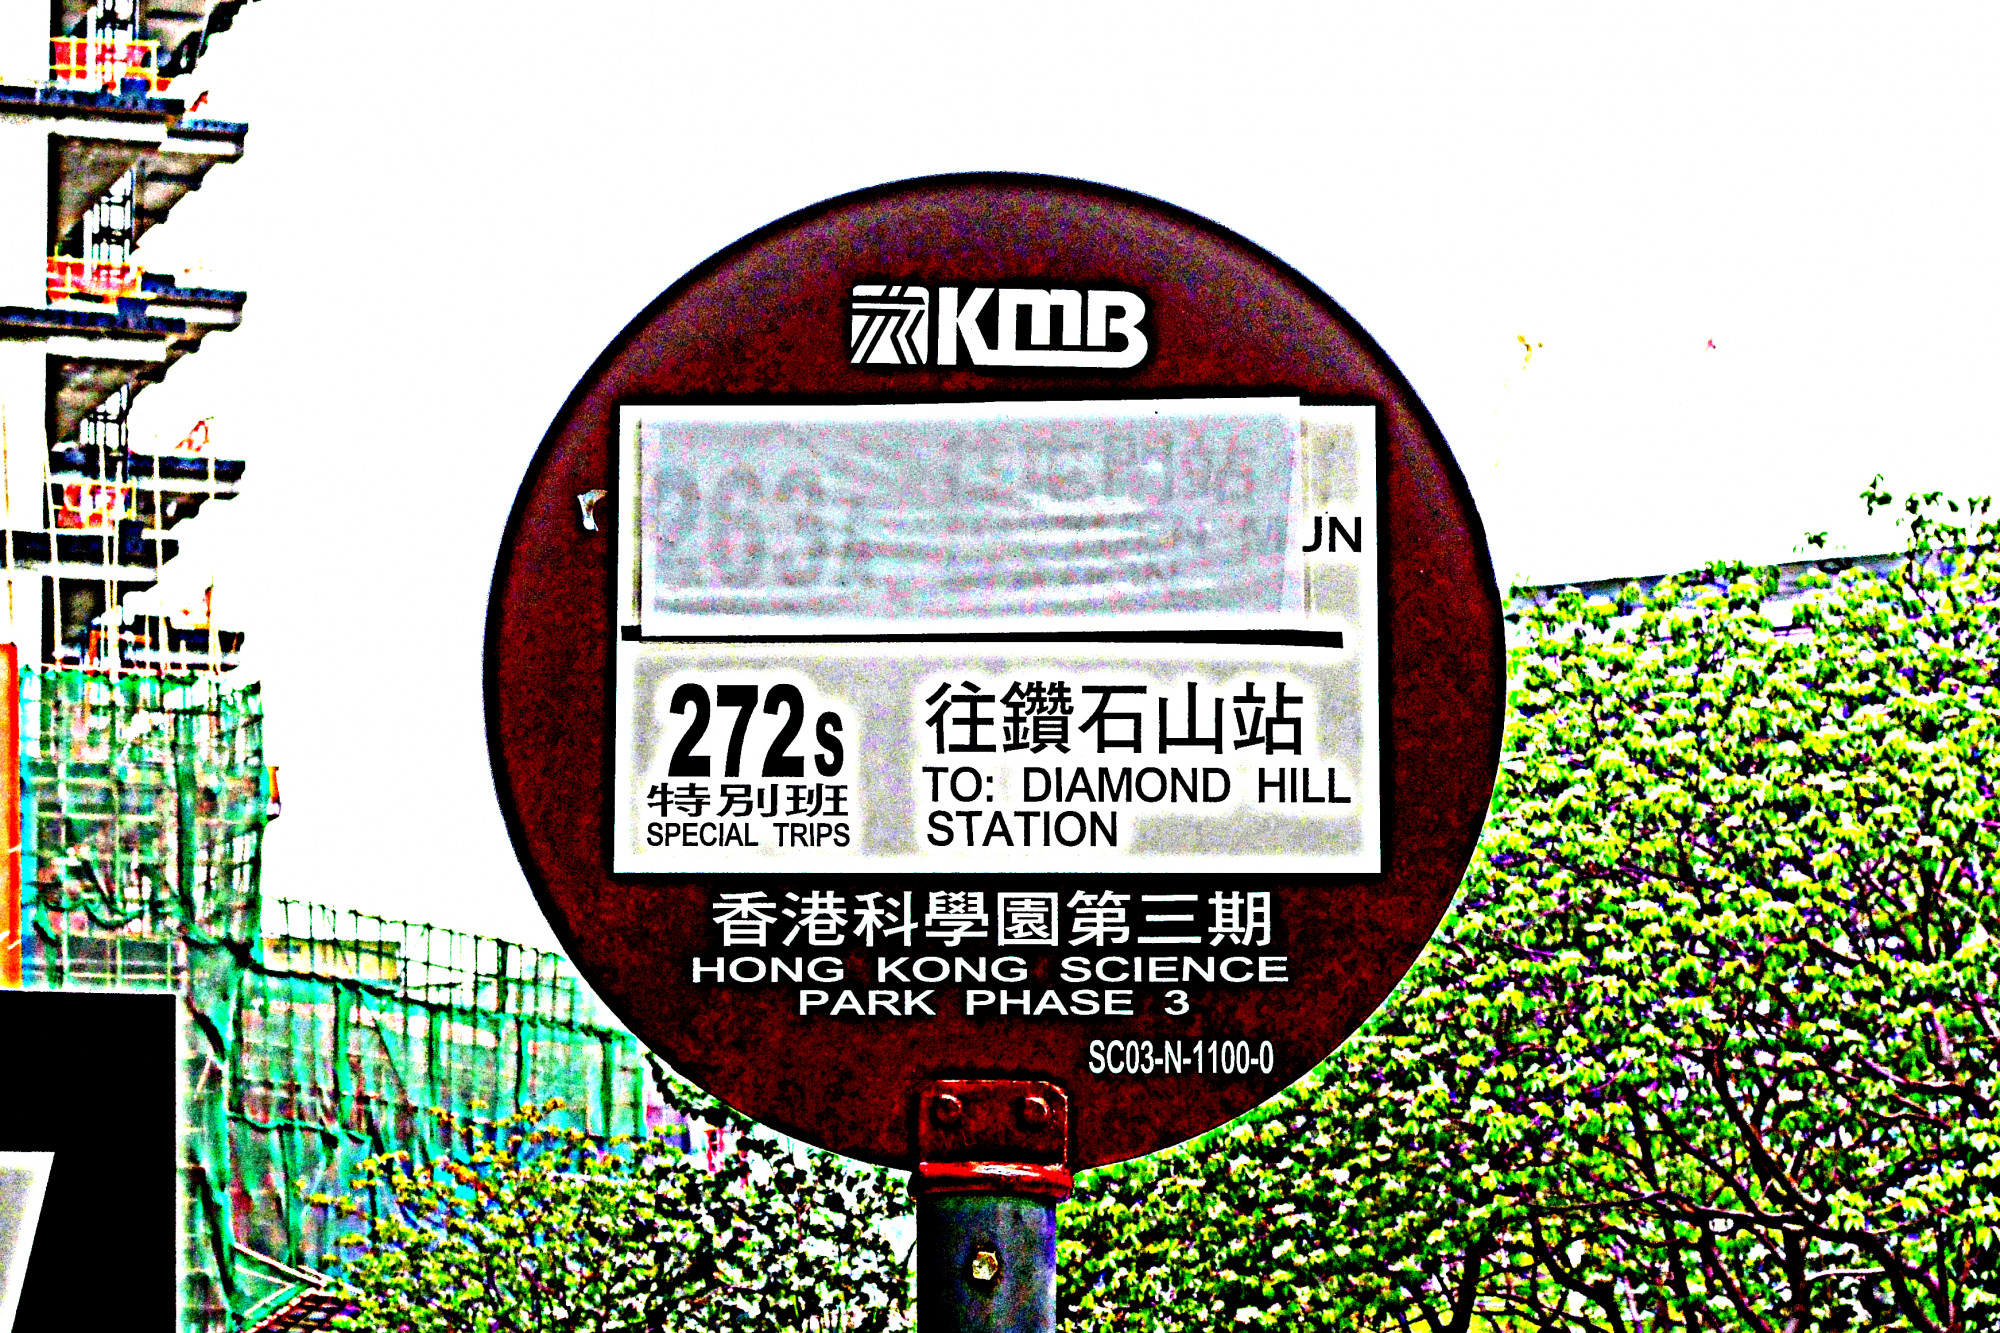 KMB
UN
272S
特別班
SPECIAL TRIPS
往鑽石山站
TO: DIAMOND HILL
STATION
香港科學園第三期
HONG KONG SCIENCE
PARK PHASE 3
SC03-N-1100-0